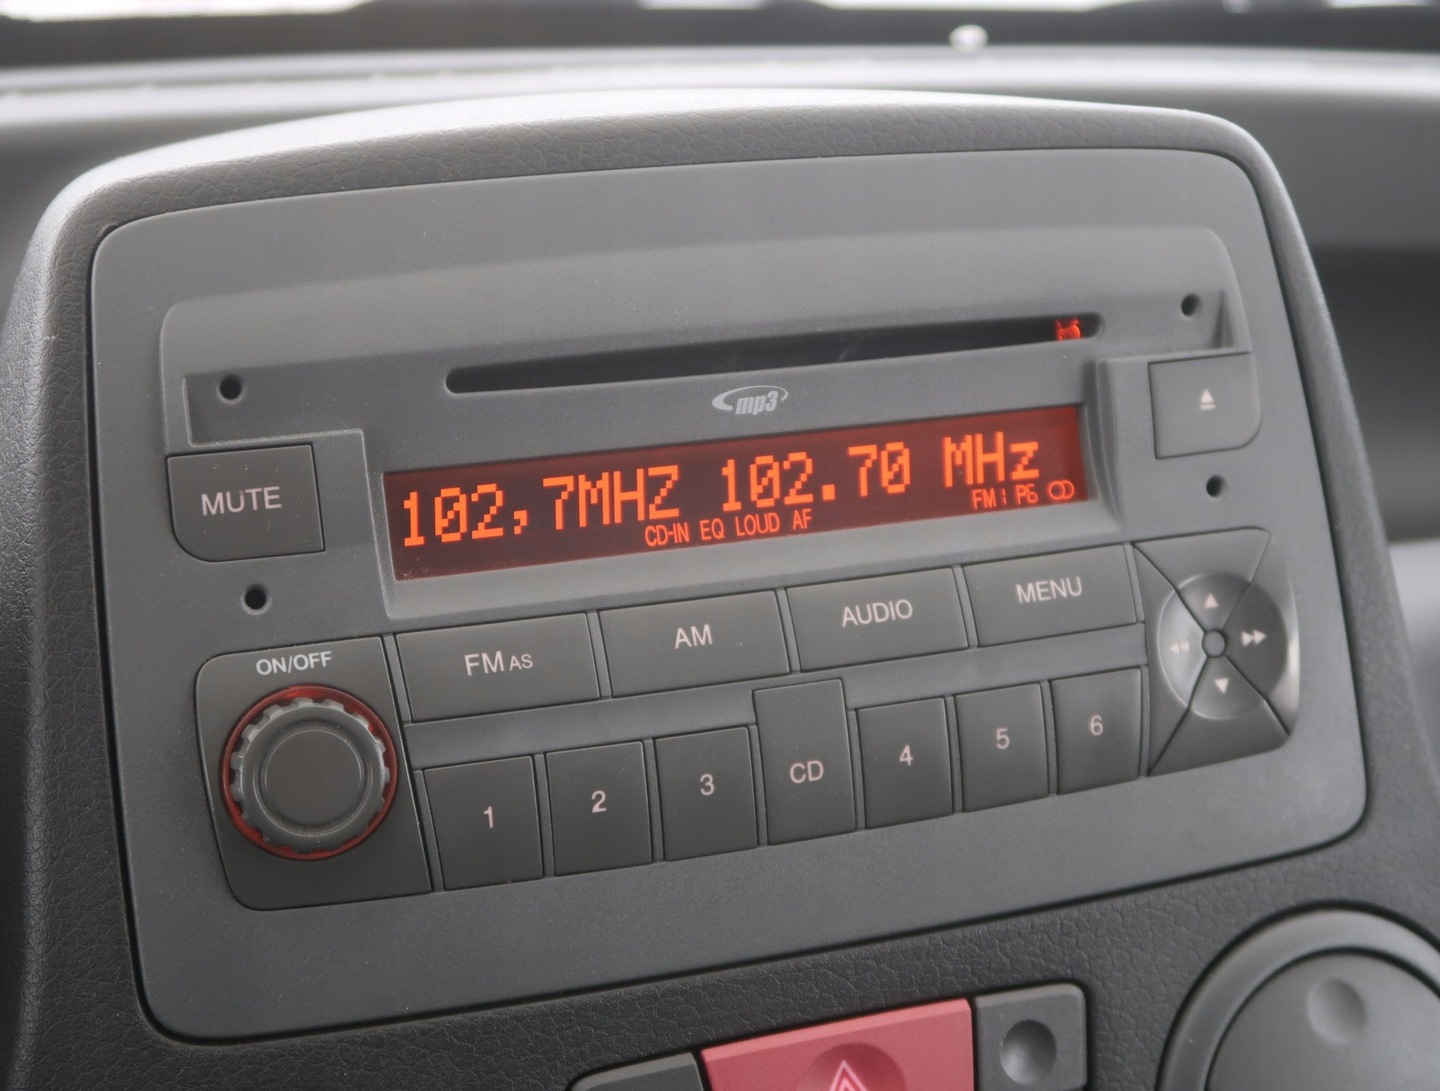 mp3
MUTE
102,7MHZ 102.70 MHz
CD-IN EQ LOUD AF FM1
ON/OFF
FM AS AM AUDIO MENU
1 2 3 CD 4 5 6